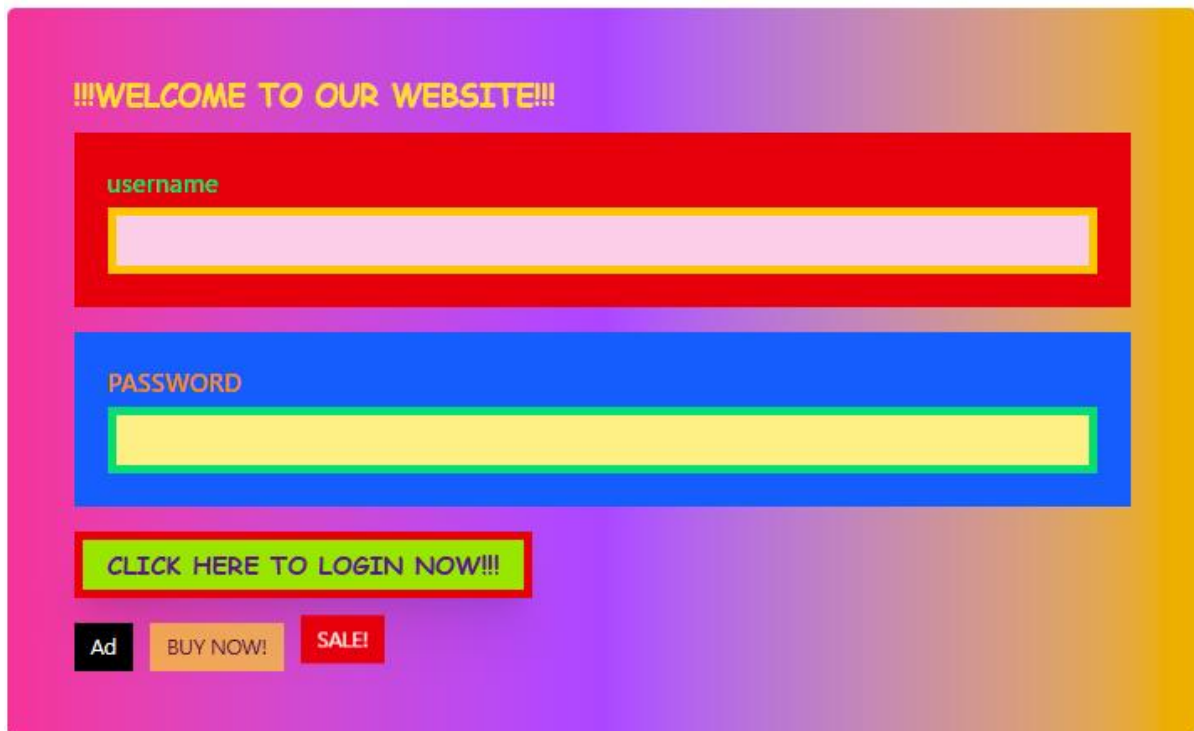 !!!WELCOME TO OUR WEBSITE!!!
username
PASSWORD
CLICK HERE TO LOGIN NOW!!!
Ad BUY NOW! SALE!